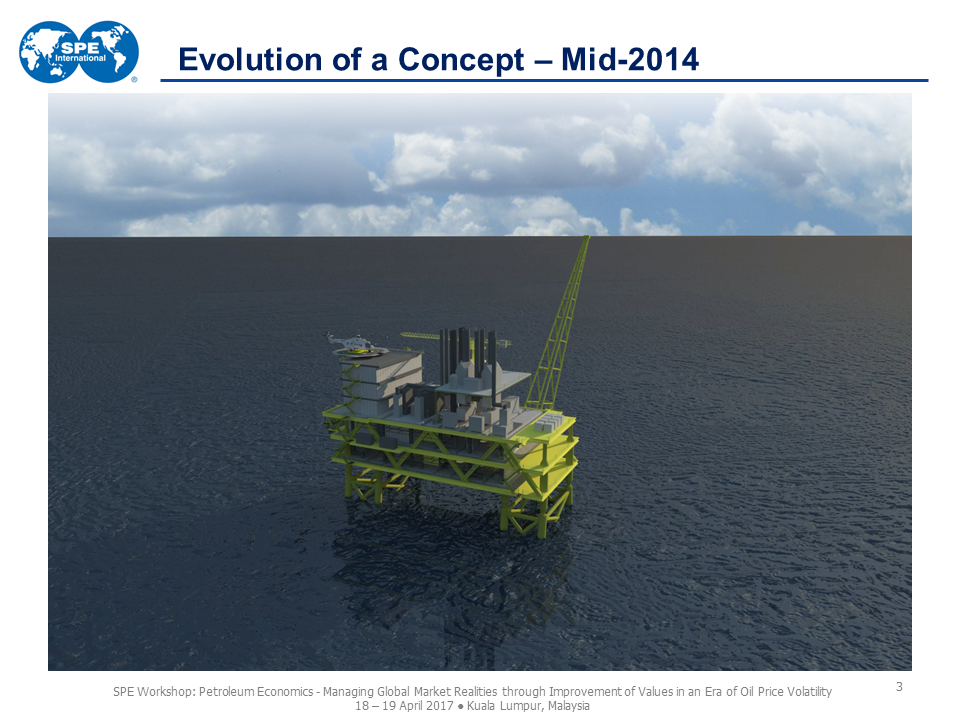 SPE
International
®
Evolution of a Concept – Mid-2014
SPE Workshop: Petroleum Economics - Managing Global Market Realities through Improvement of Values in an Era of Oil Price Volatility
18 – 19 April 2017 ● Kuala Lumpur, Malaysia
3